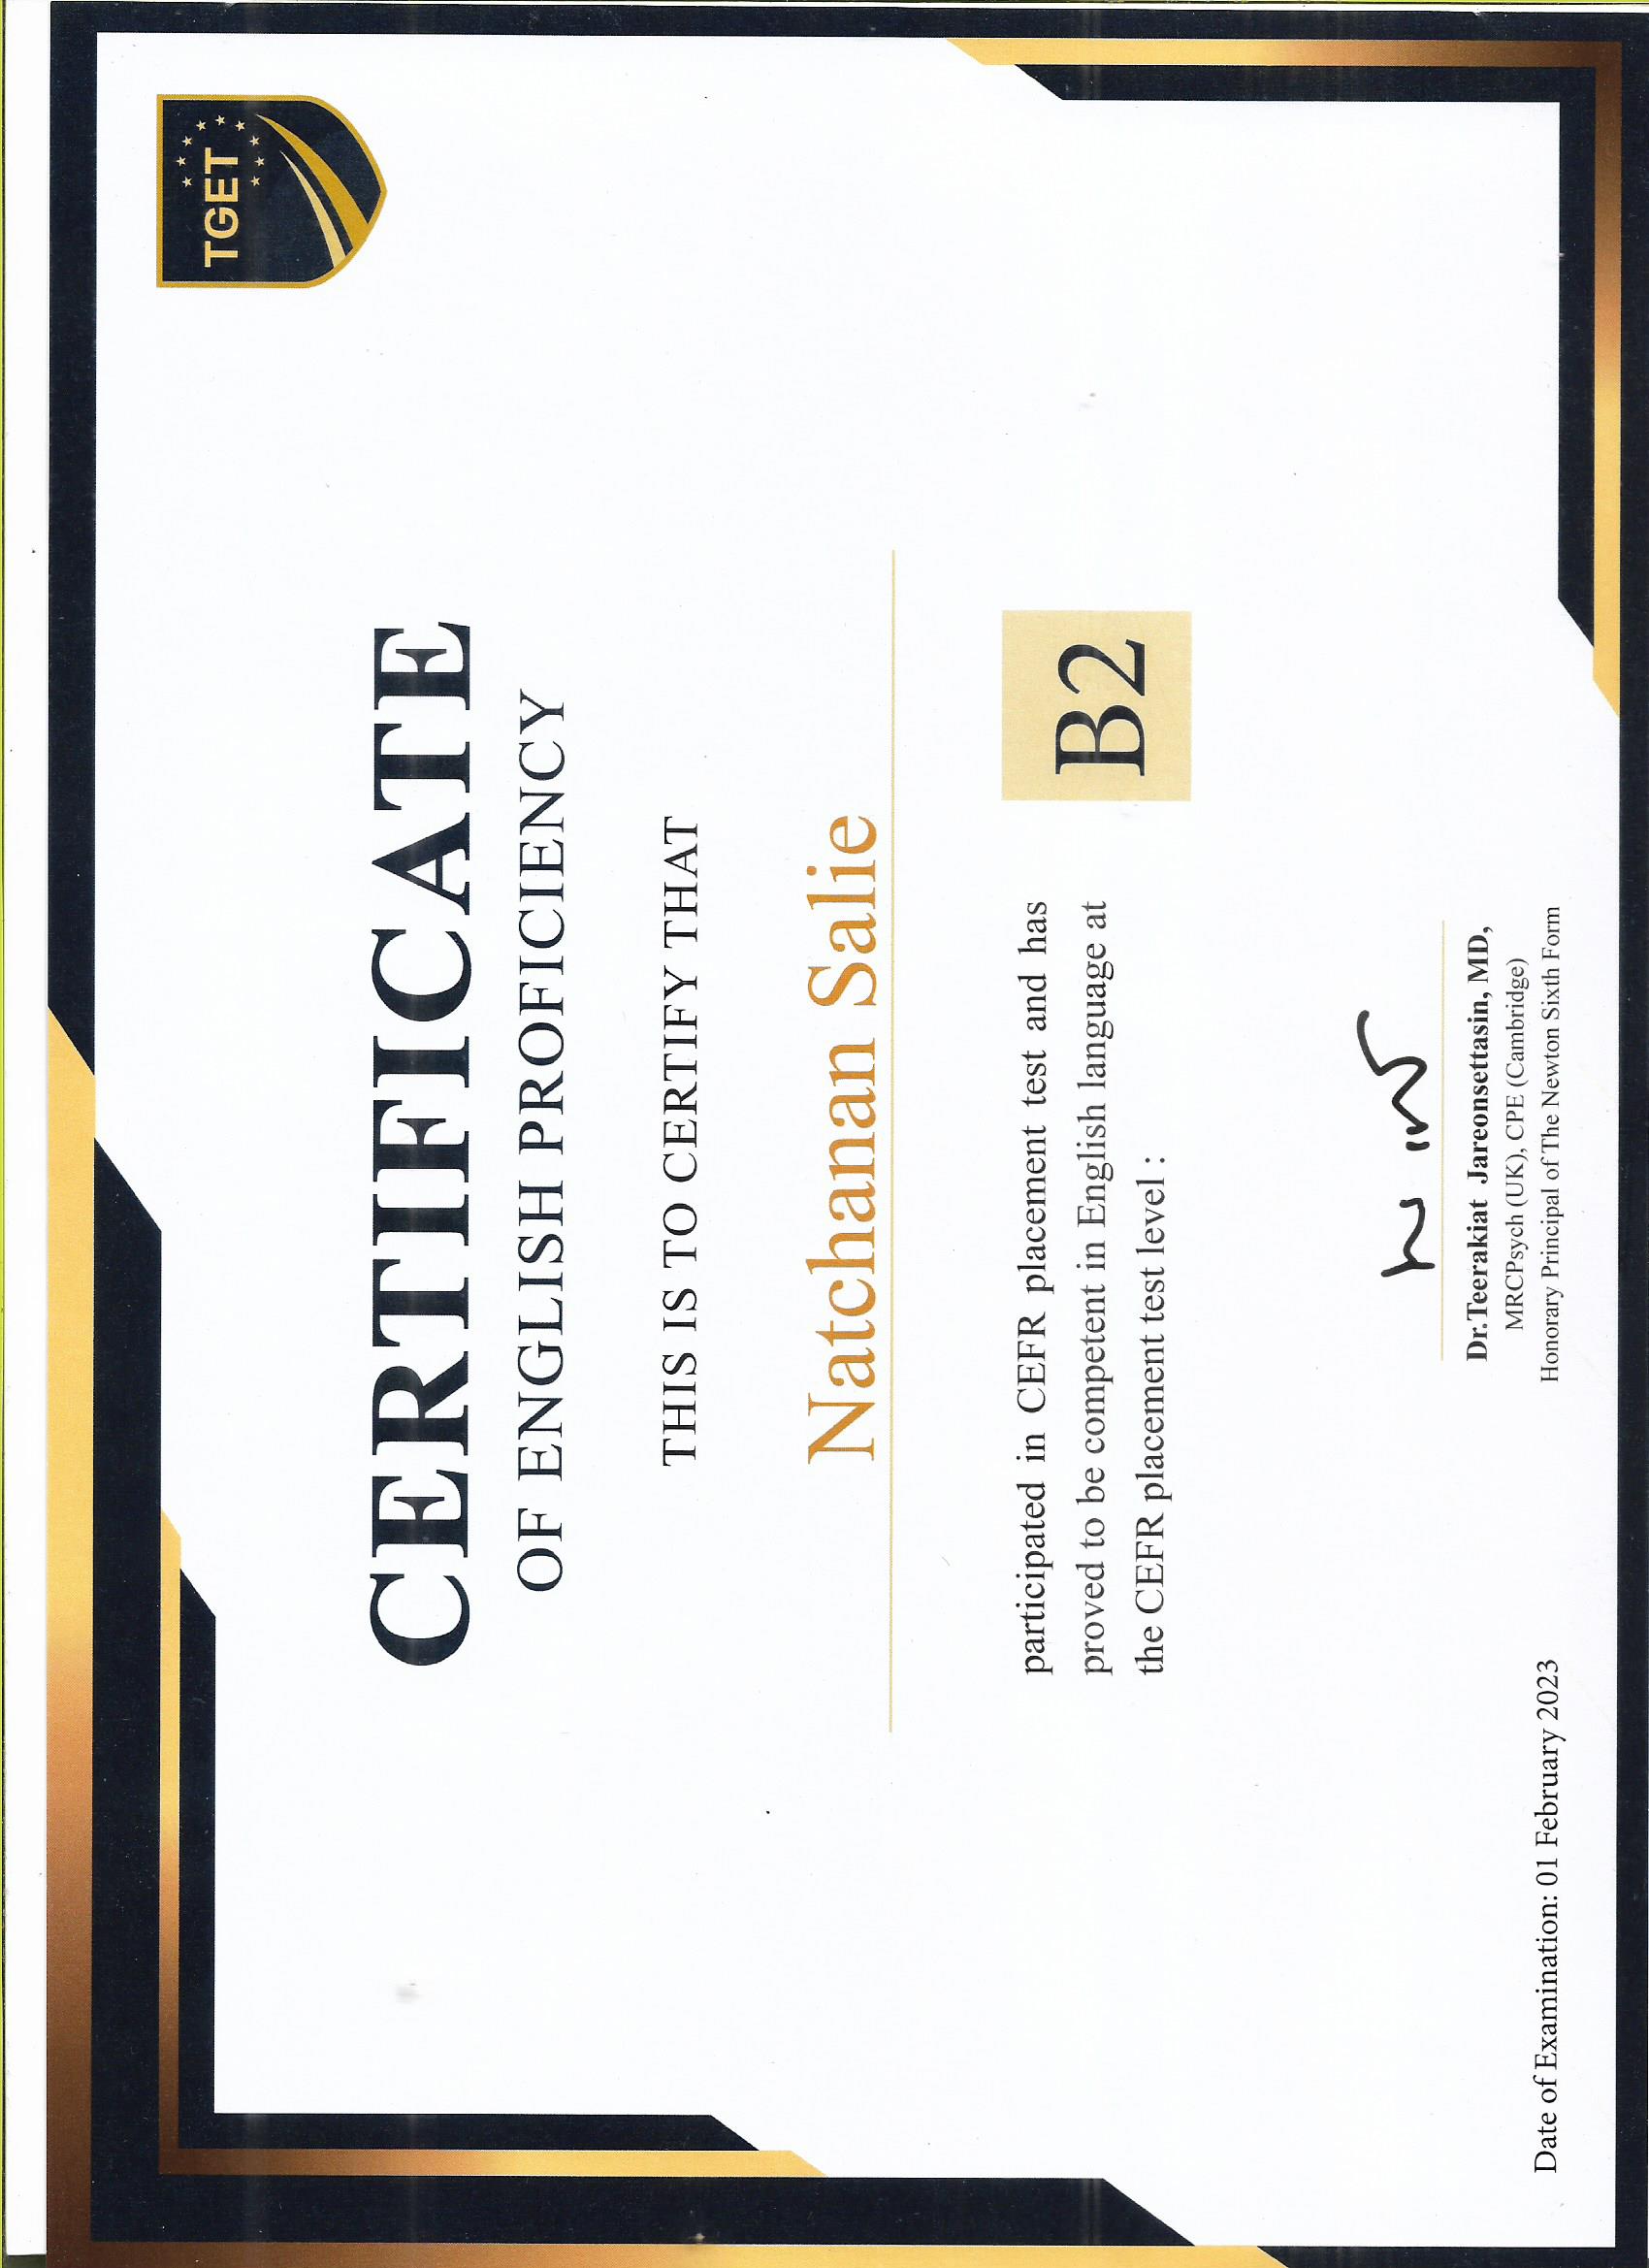 TGET
CERTIFICATE
OF ENGLISH PROFICIENCY
THIS IS TO CERTIFY THAT
Natchanan Salie
participated in CEFR placement test and has
proved to be competent in English language at
the CEFR placement test level :
B2
Dr.Teerakiat Jareonsettasin, MD,
MRCPsych (UK), CPE (Cambridge)
Honorary Principal of The Newton Sixth Form
Date of Examination: 01 February 2023